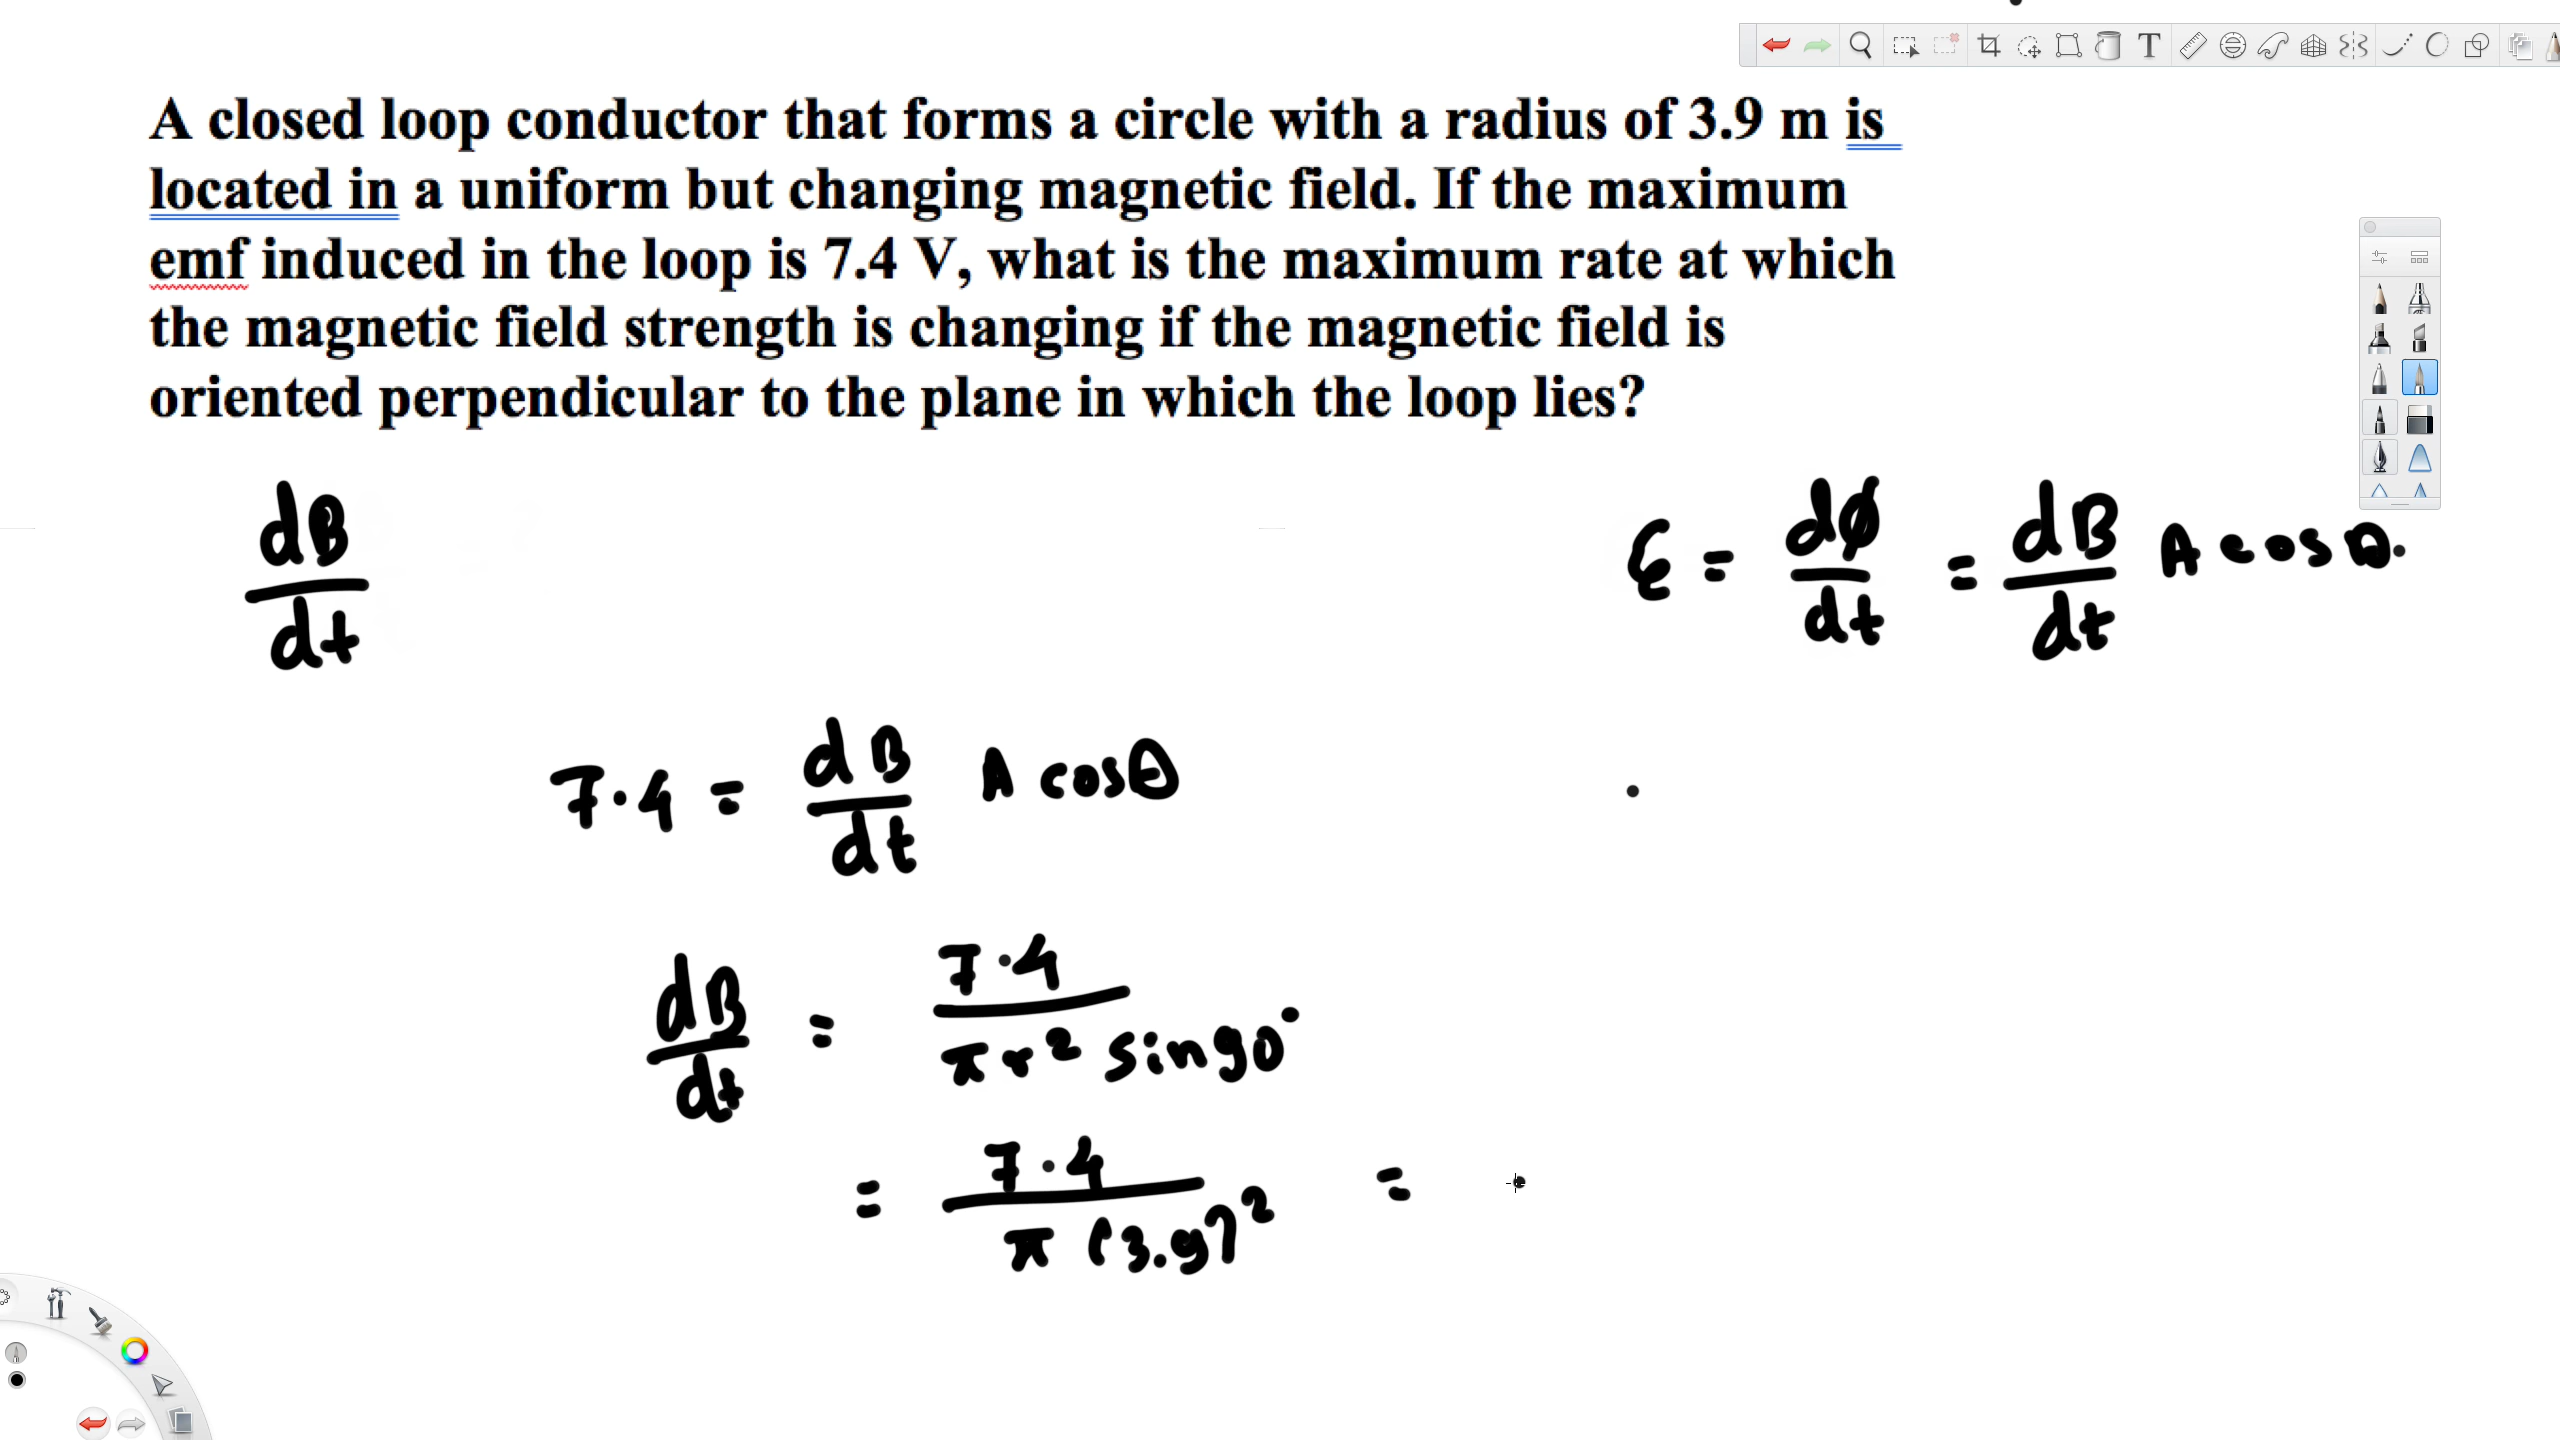 A closed loop conductor that forms a circle with a radius of 3.9 m is
located in a uniform but changing magnetic field. If the maximum
emf induced in the loop is 7.4 V, what is the maximum rate at which
the magnetic field strength is changing if the magnetic field is
oriented perpendicular to the plane in which the loop lies?
dB/dt
ε = dφ/dt = dB/dt A cosθ.
7.4 = dB/dt A cosθ
dB/dt = 7.4/πr² sin90°
= 7.4/π(3.9)² =